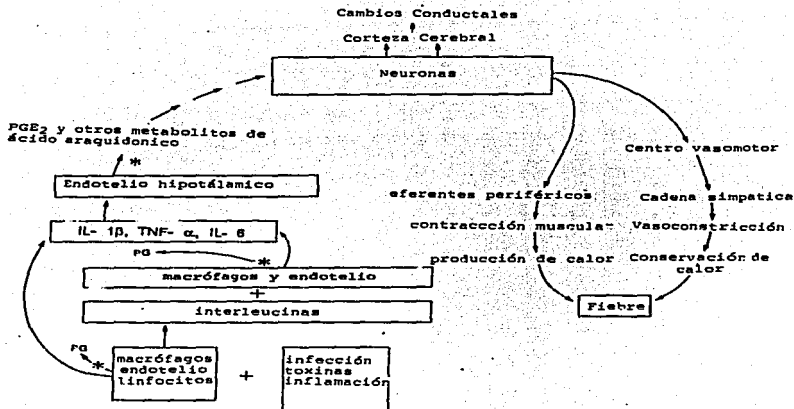 Cambios Conductales
Corteza Cerebral
Neuronas
PGE2 y otros metabolitos de
ácido araquidonico
*
Endotelio hipotálamico
IL- 1β, TNF- α, IL- 6
PG
*
macrófagos y endotelio
+
interleucinas
PG
*
macrófagos
endotelio
linfocitos
+
infección
toxinas
inflamación
Centro vasomotor
eferentes periféricos
Cadena simpatica
contraccción muscular
Vasoconstricción
producción de calor
Conservación de
calor
Fiebre